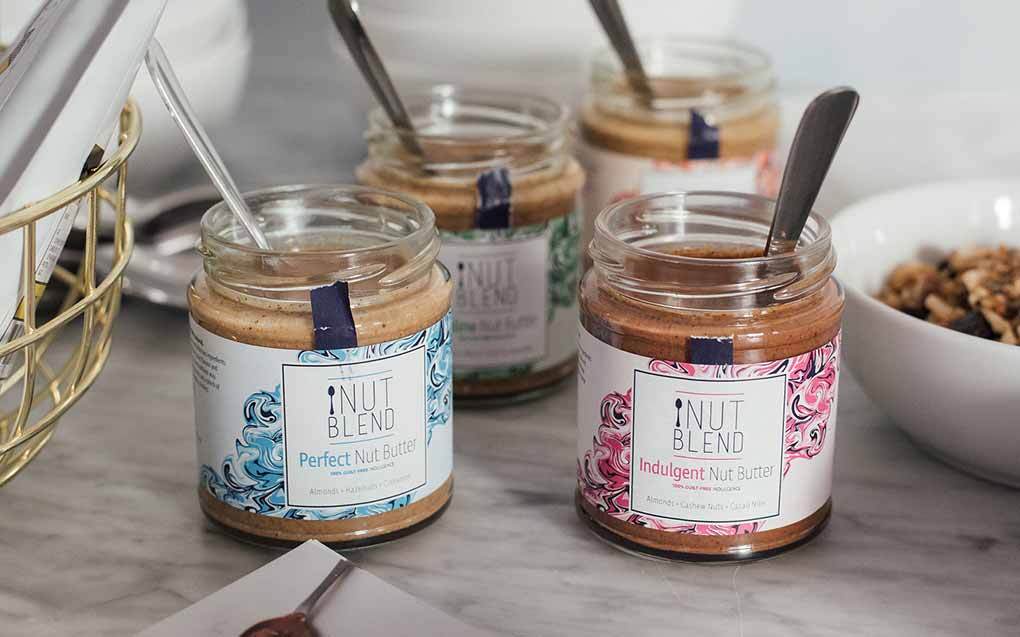 NUT
BLEND
Perfect Nut Butter
100% GUILT-FREE INDULGENCE
Almonds • Hazelnuts •
NUT
BLEND
Nut Butter
NUT
BLEND
Indulgent Nut Butter
100% GUILT-FREE INDULGENCE
Almonds • Cashew Nuts • Cacao Nibs